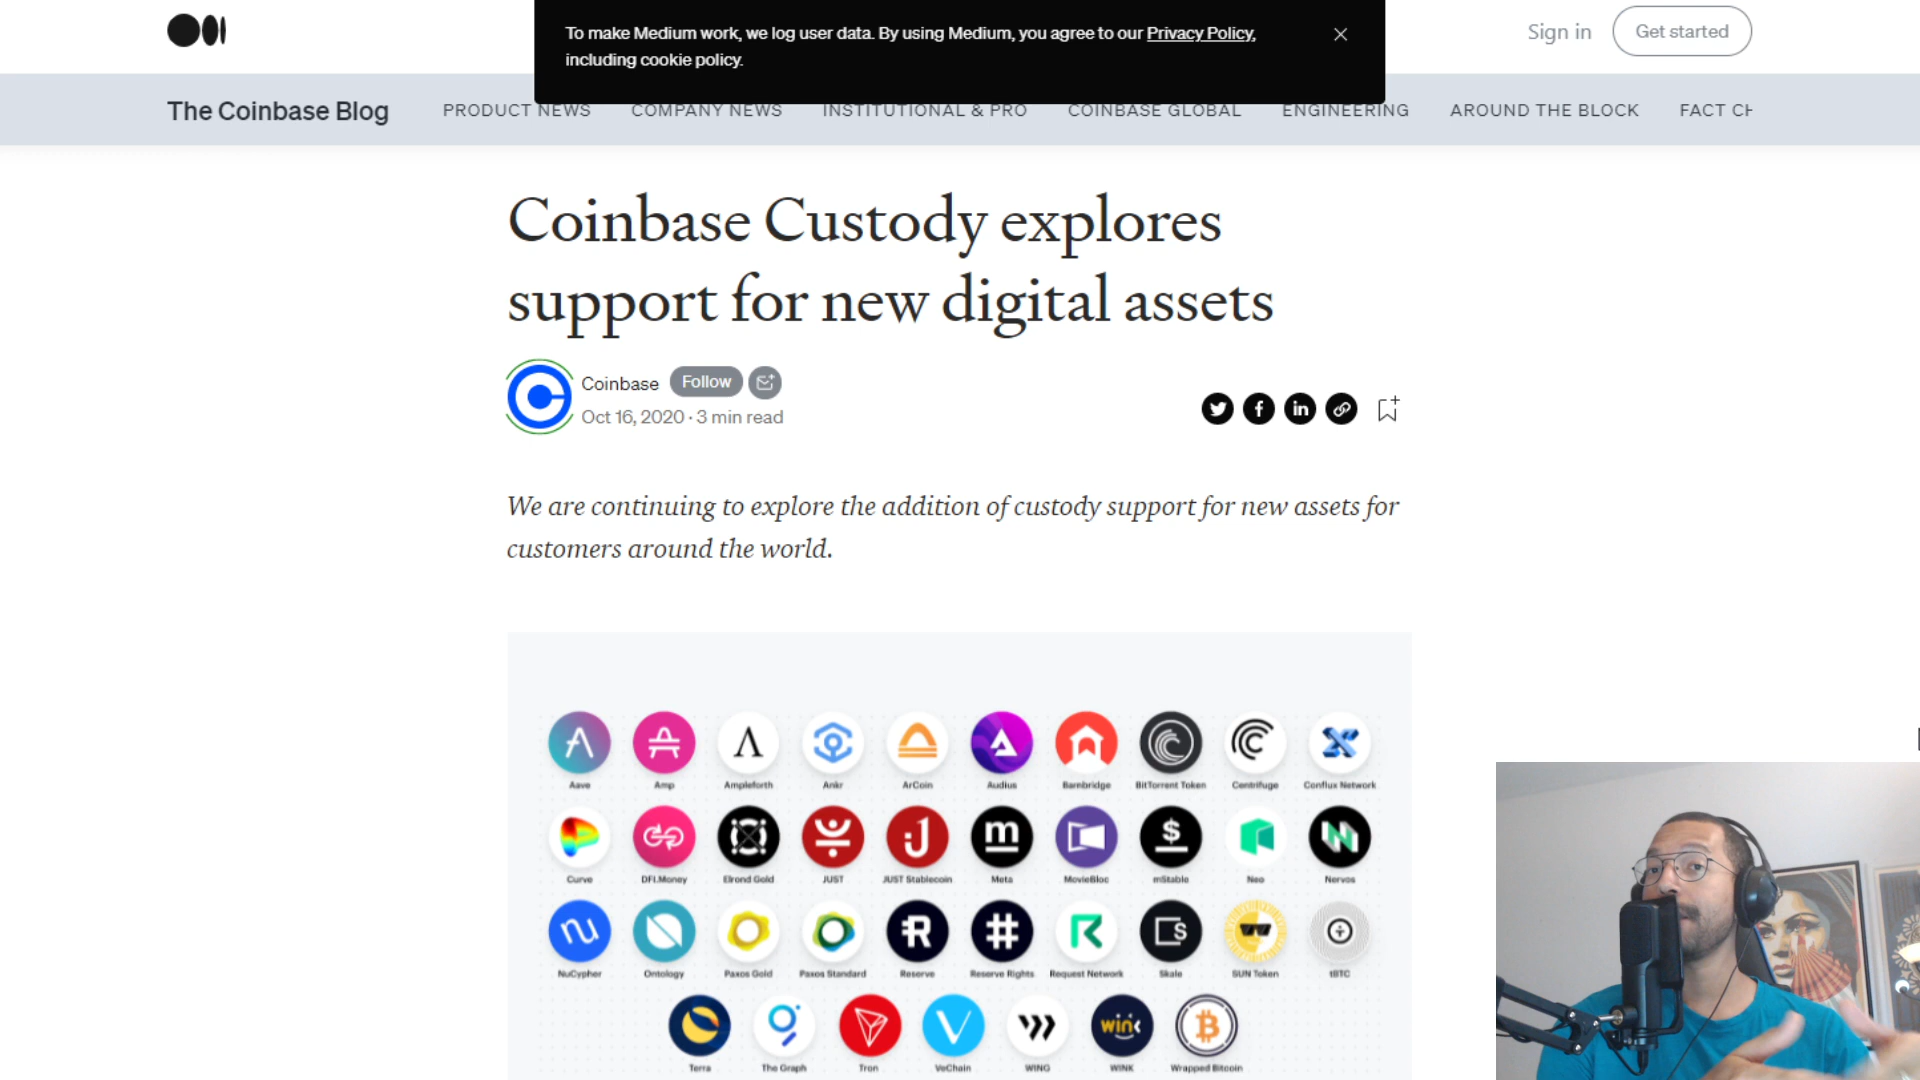 To make Medium work, we log user data. By using Medium, you agree to our Privacy Policy,
including cookie policy.
Sign in
Get started
The Coinbase Blog
PRODUCT NEWS
COMPANY NEWS
INSTITUTIONAL & PRO
COINBASE GLOBAL
ENGINEERING
AROUND THE BLOCK
FACT CH
Coinbase Custody explores
support for new digital assets
Coinbase
Follow
Oct 16, 2020 · 3 min read
We are continuing to explore the addition of custody support for new assets for
customers around the world.
Aave
Amp
Ampleforth
Ankr
ArCoin
Audius
Barnbridge
BitTorrent Token
Centrifuge
Conflux Network
m
$
Curve
DFI.Money
Elrond Gold
JUST
JUST Stablecoin
Meta
MovieBloc
mStable
Neo
Nervos
NuCypher
Ontology
Paxos Gold
Paxos Standard
Reserve
Reserve Rights
Request Network
Skale
SUN Token
tBTC
WINK
Terra
The Graph
Tron
VeChain
WING
WINK
Wrapped Bitcoin